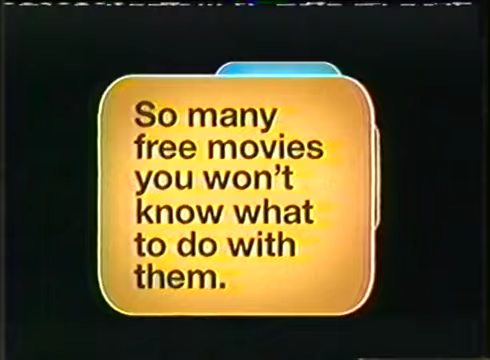 So many
free movies
you won't
know what
to do with
them.